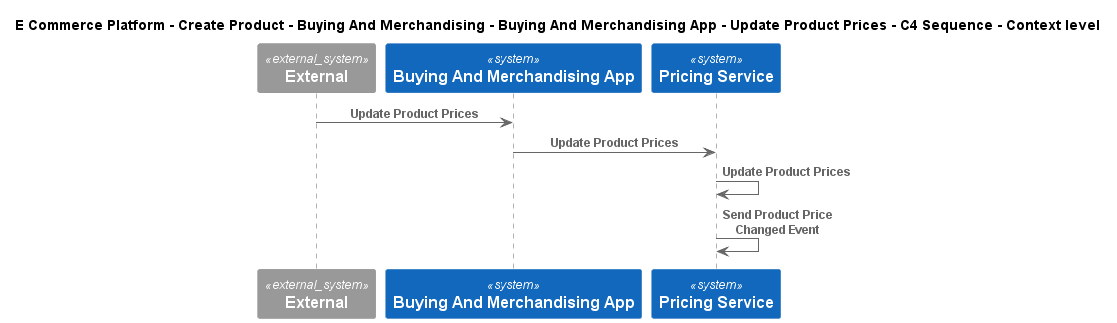 E Commerce Platform - Create Product - Buying And Merchandising - Buying And Merchandising App - Update Product Prices - C4 Sequence - Context level
«external_system» «system» «system»
External Buying And Merchandising App Pricing Service
Update Product Prices
Update Product Prices
Update Product Prices
Send Product Price
Changed Event
«external_system» «system» «system»
External Buying And Merchandising App Pricing Service